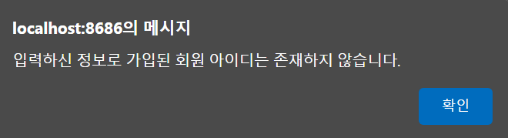 localhost:8686의 메시지
입력하신 정보로 가입된 회원 아이디는 존재하지 않습니다.
확인